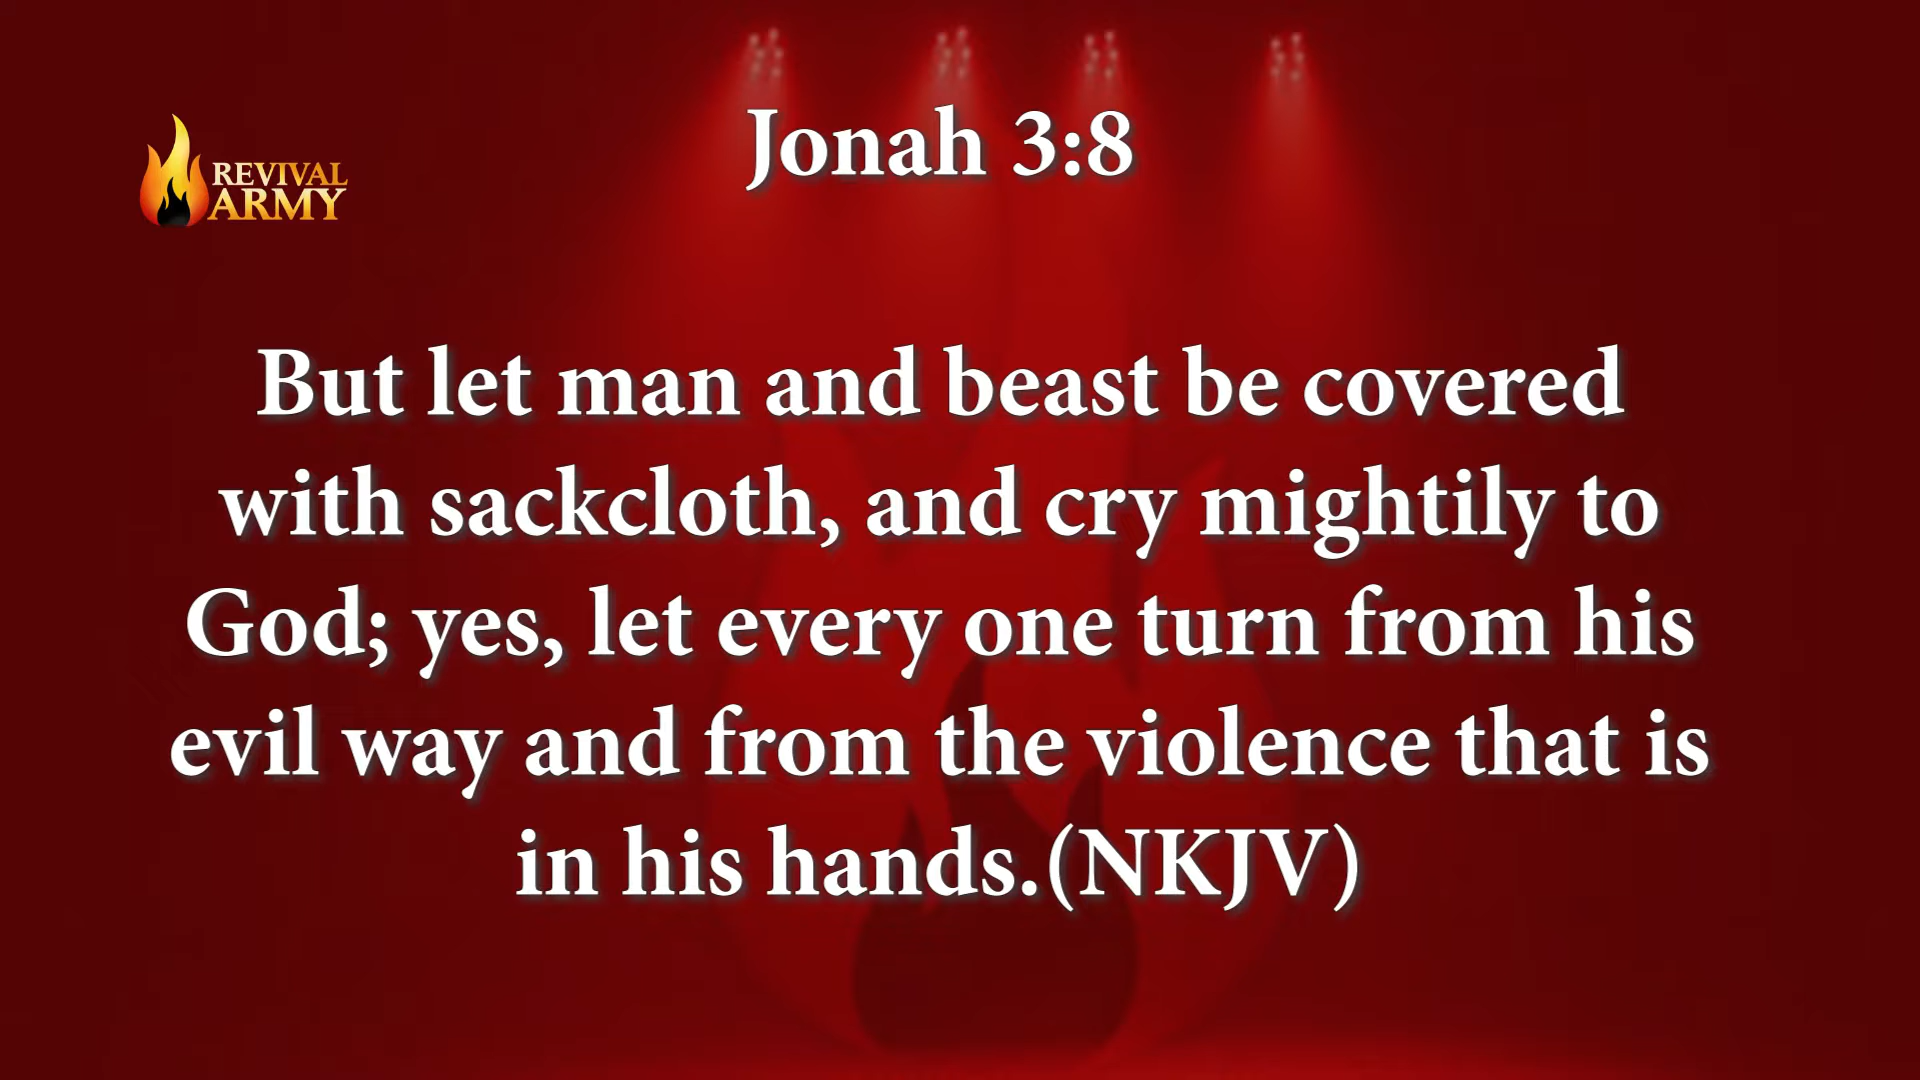 Jonah 3:8
REVIVAL
ARMY
But let man and beast be covered
with sackcloth, and cry mightily to
God; yes, let every one turn from his
evil way and from the violence that is
in his hands.(NKJV)